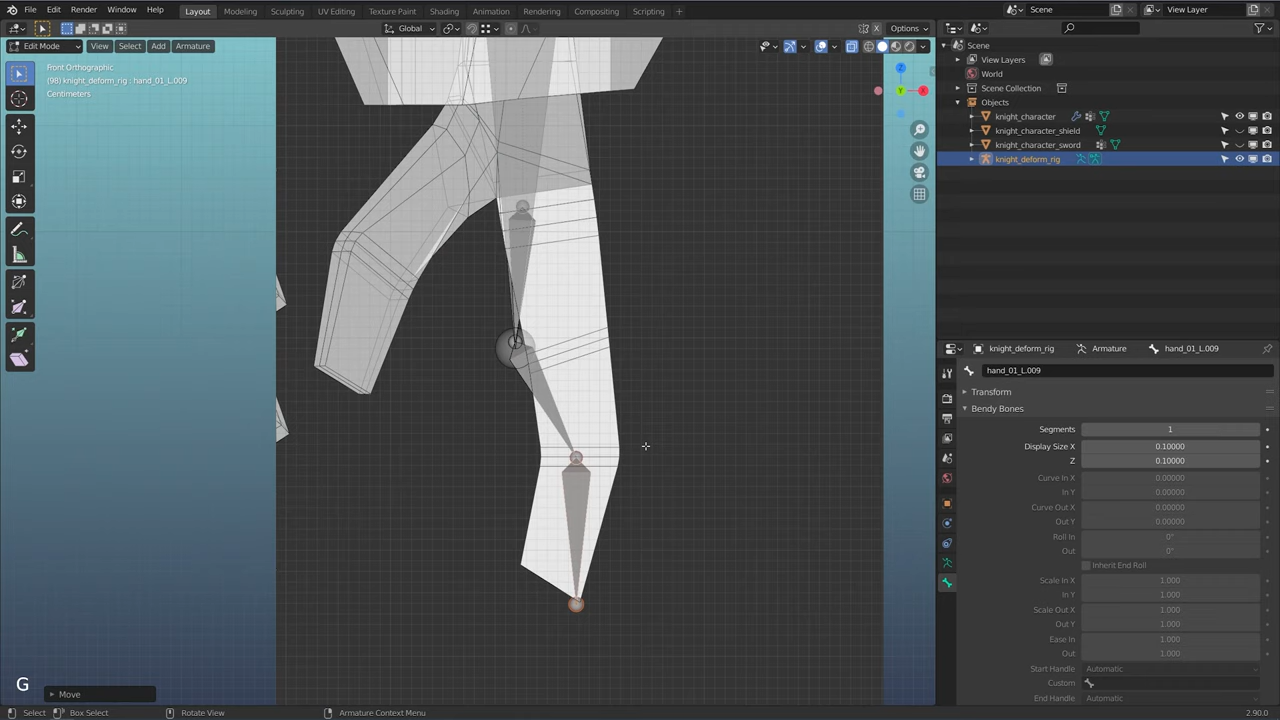 File Edit Render Window Help Layout Modeling Sculpting UV Editing Texture Paint Shading Animation Rendering Compositing Scripting + Scene View Layer
Global Options
Edit Mode View Select Add Armature
Front Orthographic
(98) knight_deform_rig : hand_01_L.009
Centimeters
Scene
View Layers
World
Scene Collection
Objects
knight_character
knight_character_shield
knight_character_sword
knight_deform_rig
knight_deform_rig Armature hand_01_L.009
hand_01_L.009
Transform
Bendy Bones
Segments 1
Display Size X 0.10000
Z 0.10000
Curve In X 0.00000
In Y 0.00000
Curve Out X 0.00000
Out Y 0.00000
Roll In 0°
Out 0°
Inherit End Roll
Scale In X 1.000
In Y 1.000
Scale Out X 1.000
Out Y 1.000
Ease In 1.000
Out 1.000
Start Handle Automatic
Custom
End Handle Automatic
G
Move
Select Box Select Rotate View Armature Context Menu 2.90.0